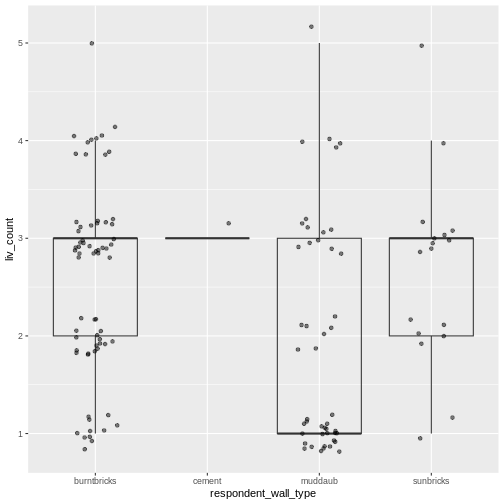 5
4
3
2
1
liv_count
burntbricks cement muddaub sunbricks
respondent_wall_type